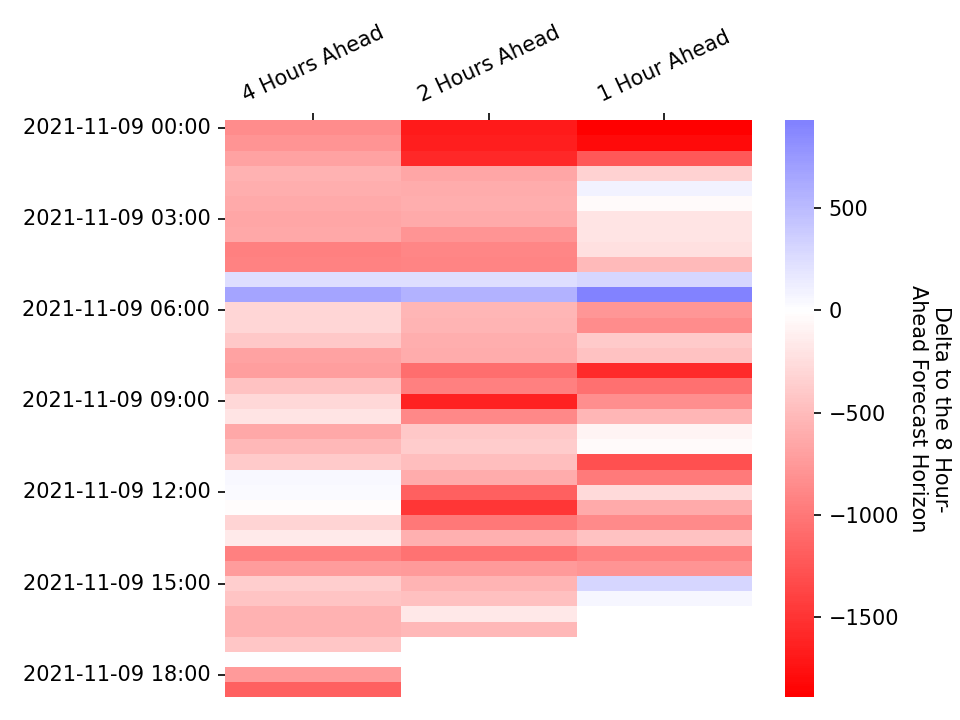 4 Hours Ahead
2 Hours Ahead
1 Hour Ahead
2021-11-09 00:00
2021-11-09 03:00
2021-11-09 06:00
2021-11-09 09:00
2021-11-09 12:00
2021-11-09 15:00
2021-11-09 18:00
500
0
−500
−1000
−1500
Delta to the 8 Hour-
Ahead Forecast Horizon